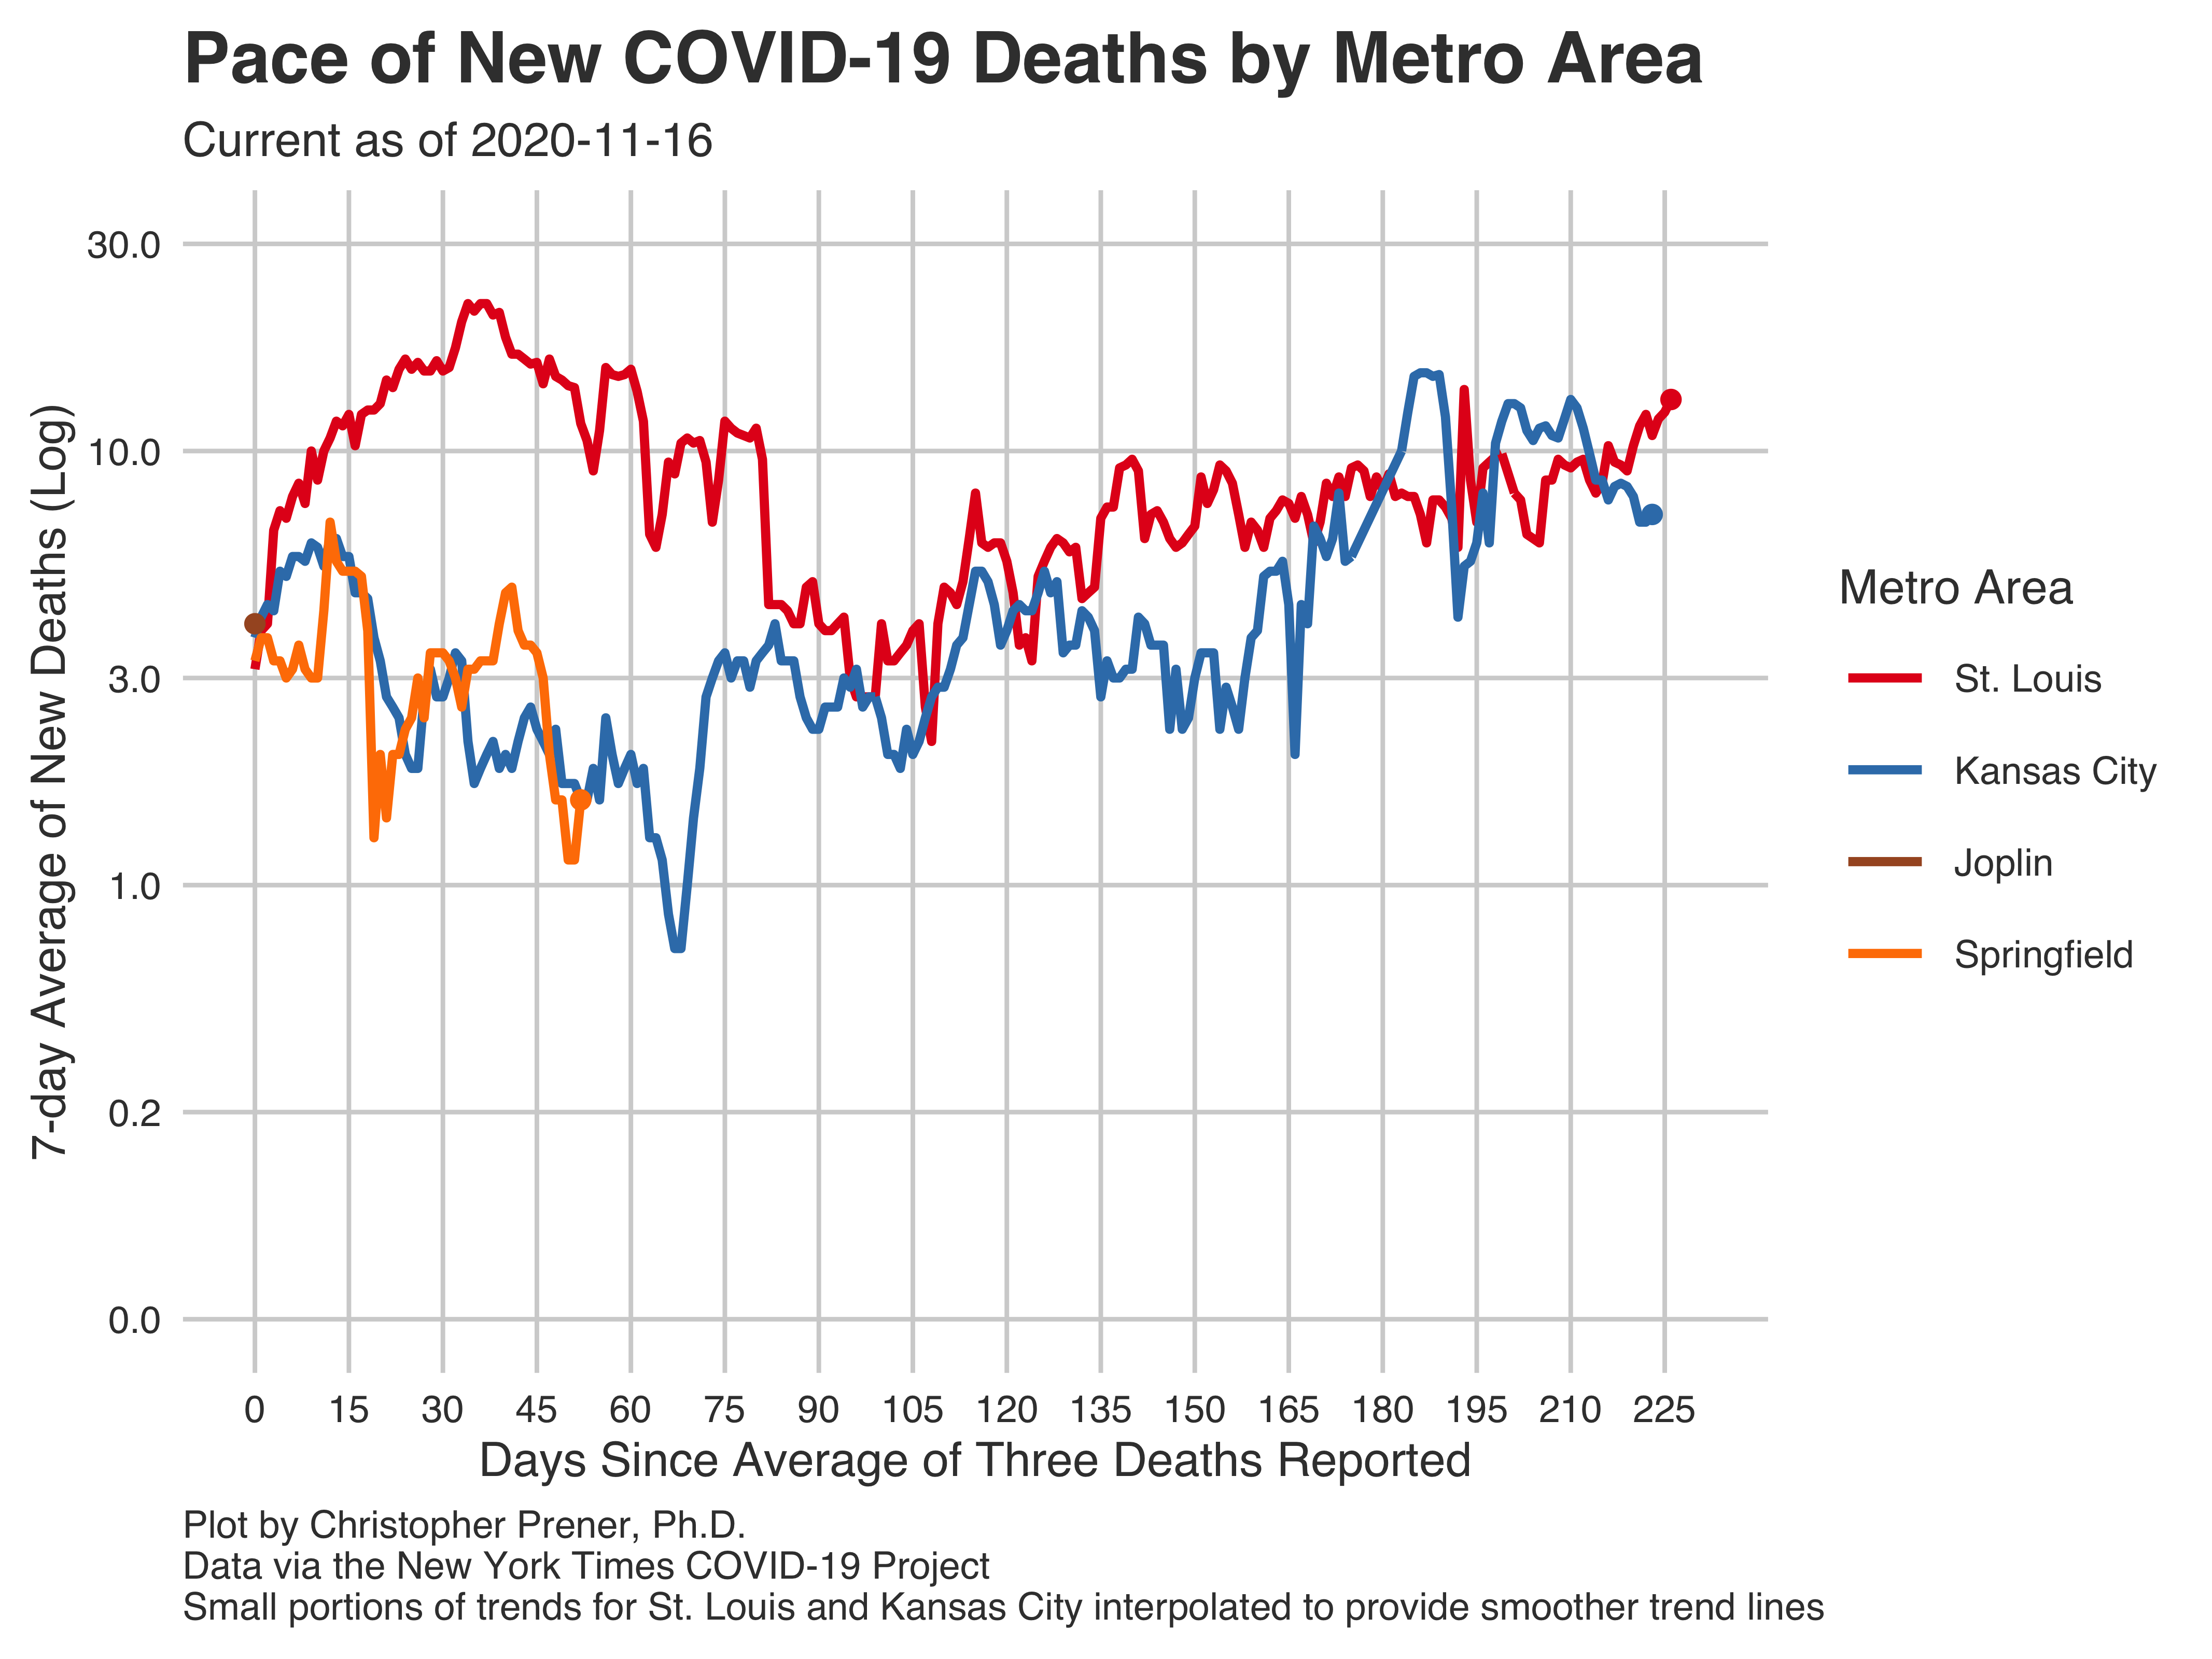 Pace of New COVID-19 Deaths by Metro Area
Current as of 2020-11-16
7-day Average of New Deaths (Log)
30.0
10.0
3.0
1.0
0.2
0.0
0 15 30 45 60 75 90 105 120 135 150 165 180 195 210 225
Days Since Average of Three Deaths Reported
Metro Area
St. Louis
Kansas City
Joplin
Springfield
Plot by Christopher Prener, Ph.D.
Data via the New York Times COVID-19 Project
Small portions of trends for St. Louis and Kansas City interpolated to provide smoother trend lines